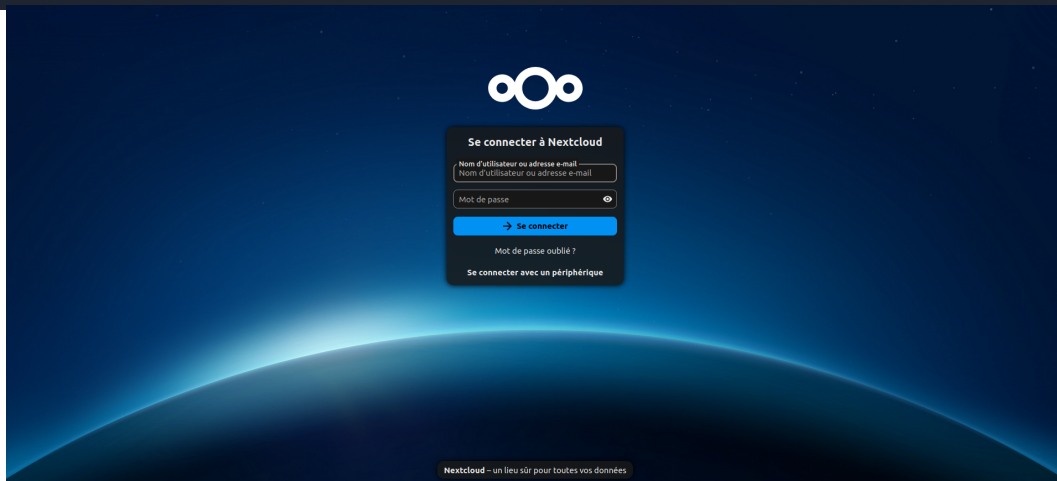 Se connecter à Nextcloud
Nom d'utilisateur ou adresse e-mail
Nom d'utilisateur ou adresse e-mail
Mot de passe
Se connecter
Mot de passe oublié ?
Se connecter avec un périphérique
Nextcloud – un lieu sûr pour toutes vos données